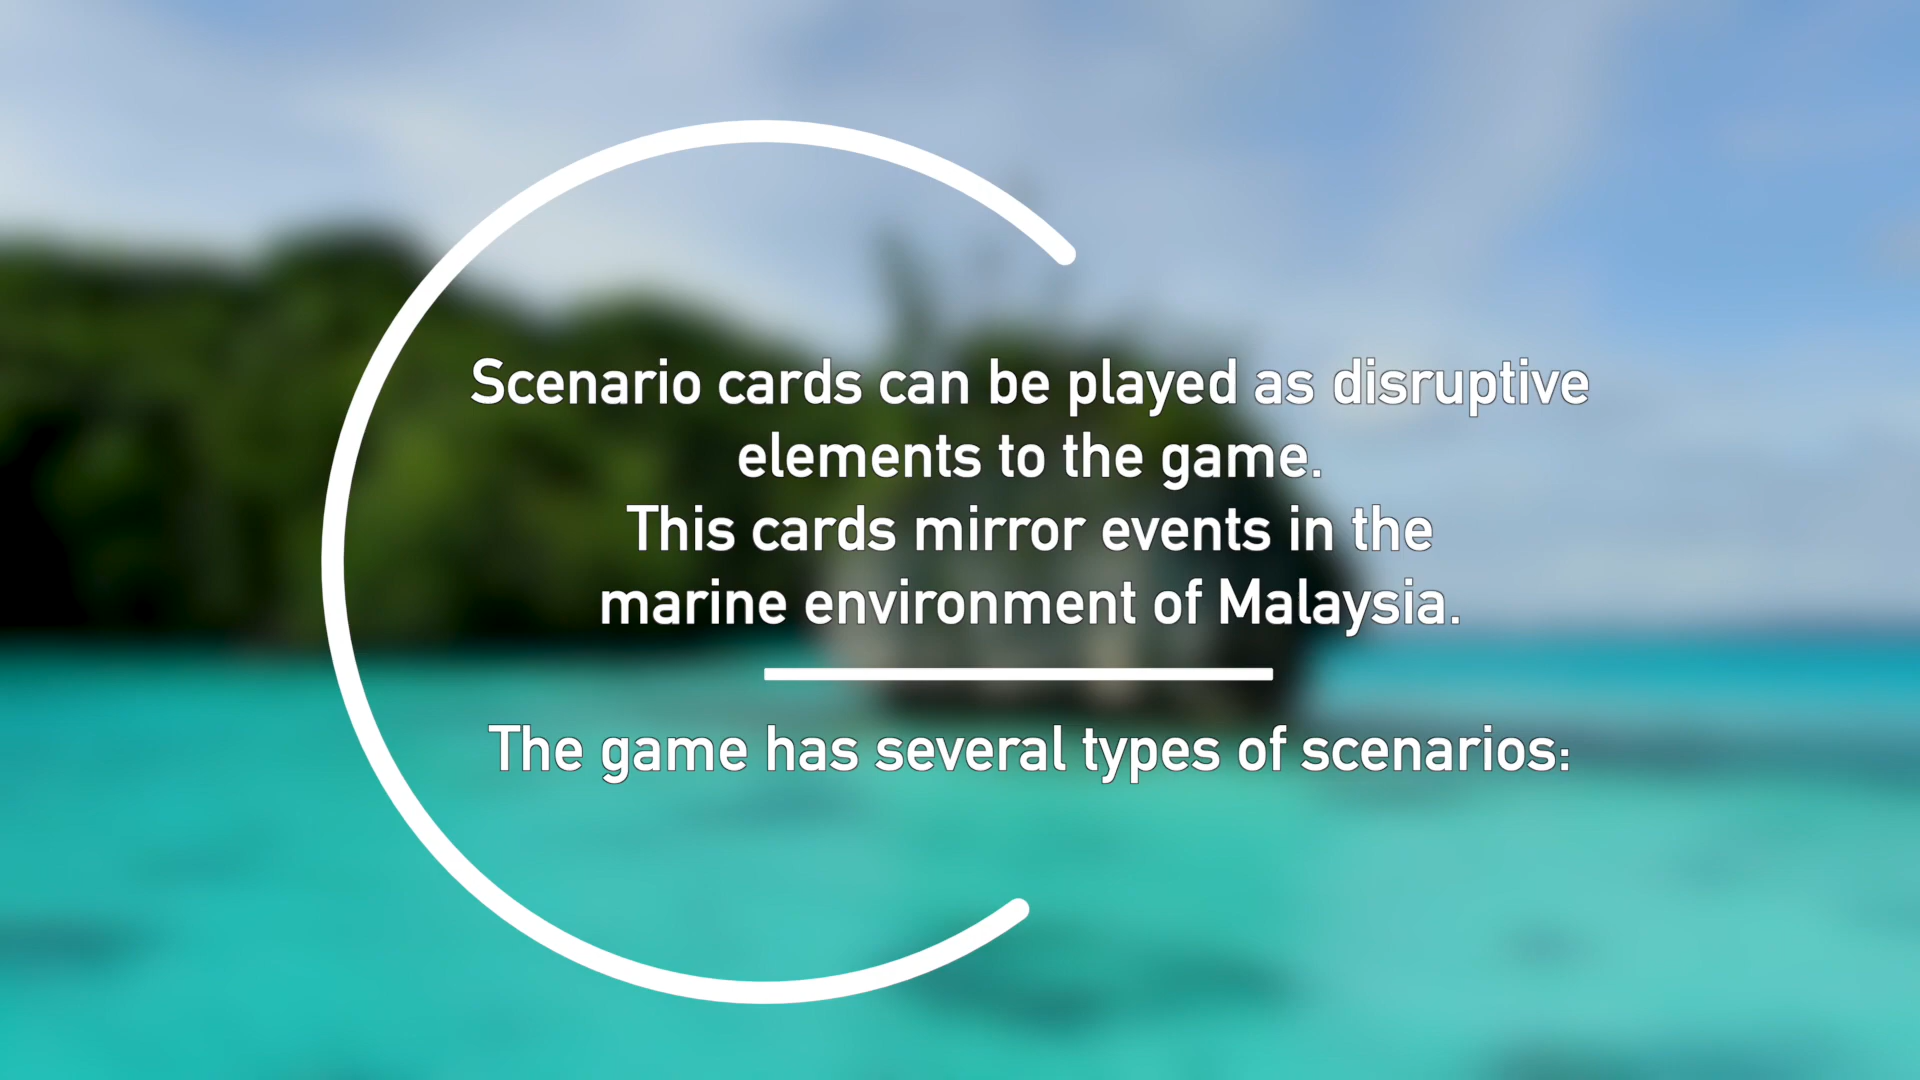 Scenario cards can be played as disruptive
elements to the game.
This cards mirror events in the
marine environment of Malaysia.
The game has several types of scenarios: